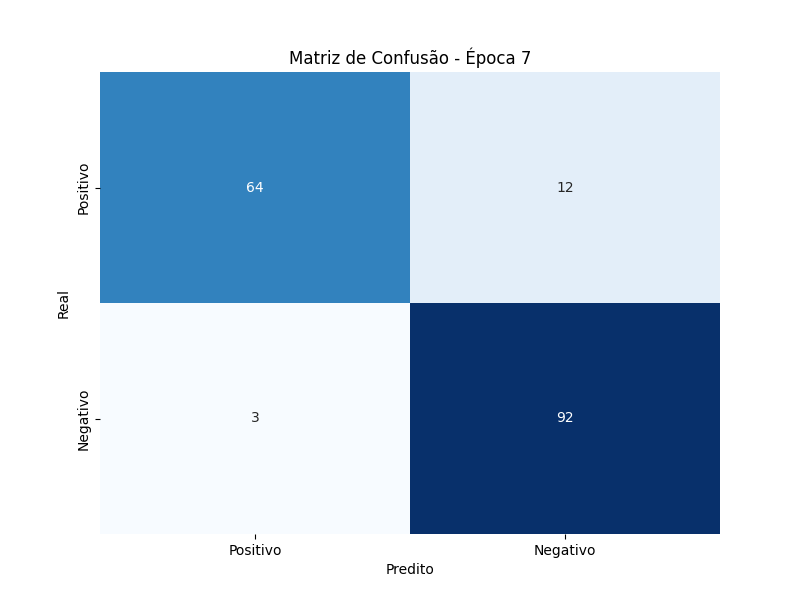 Matriz de Confusão - Época 7
Real
Positivo
64
12
Negativo
3
92
Positivo
Negativo
Predito